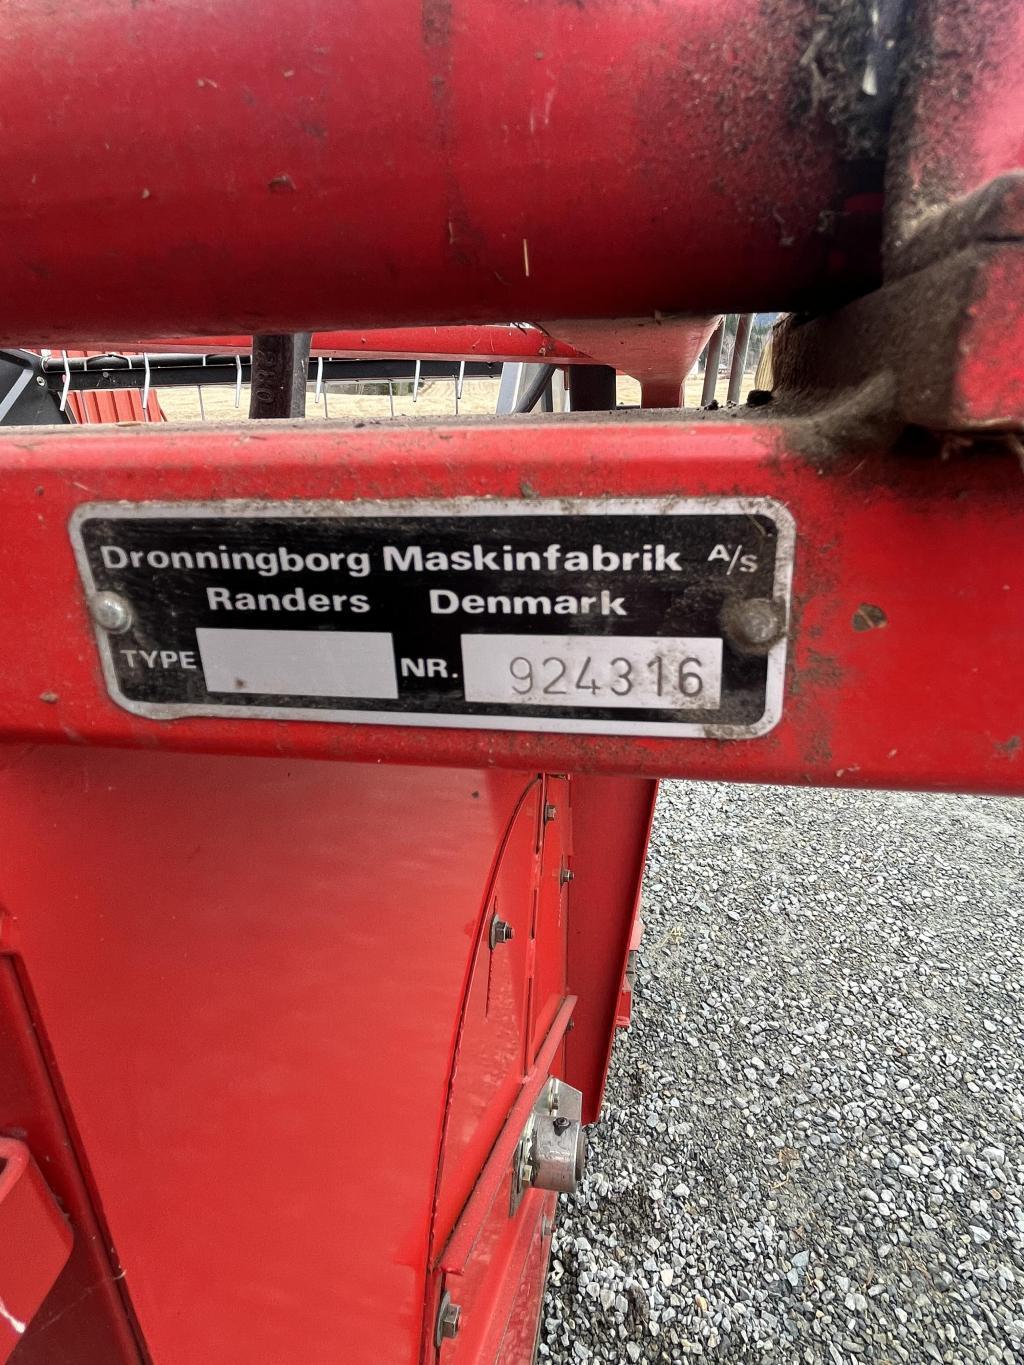 Dronningborg Maskinfabrik A/S
Randers Denmark
TYPE NR. 924316